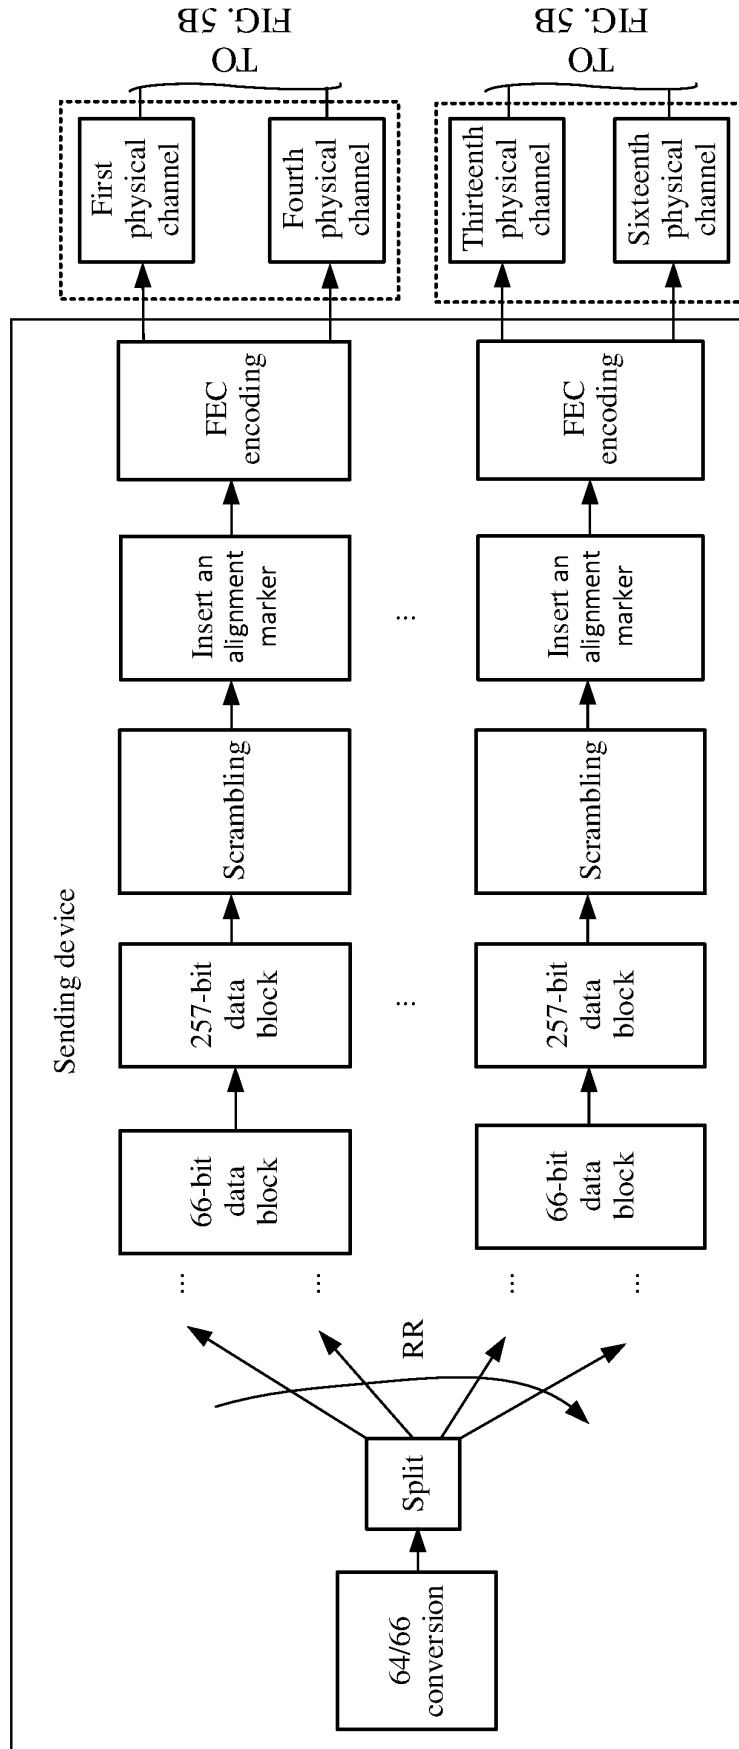 Sending device
64/66
conversion
Split
RR
...
...
...
...
66-bit
data
block
257-bit
data
block
Scrambling
Insert an
alignment
marker
FEC
encoding
First
physical
channel
Fourth
physical
channel
TO
FIG. 5B
...
...
66-bit
data
block
257-bit
data
block
Scrambling
Insert an
alignment
marker
FEC
encoding
Thirteenth
physical
channel
Sixteenth
physical
channel
TO
FIG. 5B